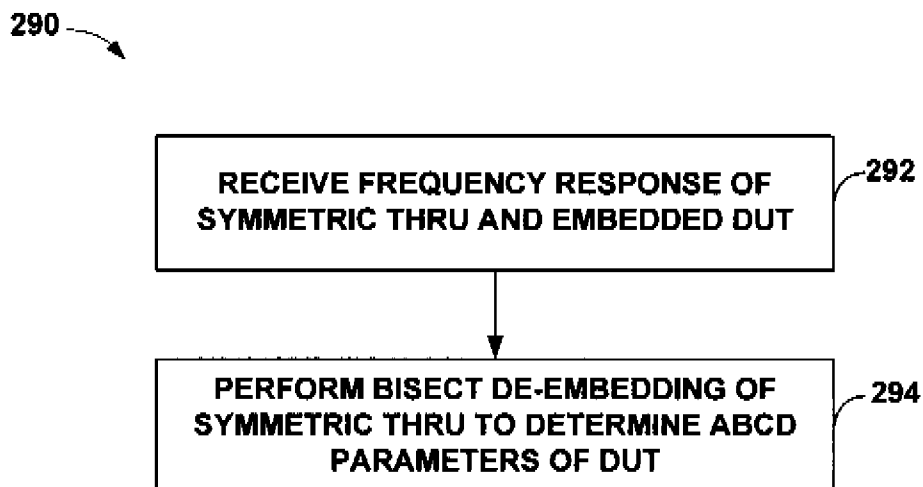 290
RECEIVE FREQUENCY RESPONSE OF
SYMMETRIC THRU AND EMBEDDED DUT
292
PERFORM BISECT DE-EMBEDDING OF
SYMMETRIC THRU TO DETERMINE ABCD
PARAMETERS OF DUT
294